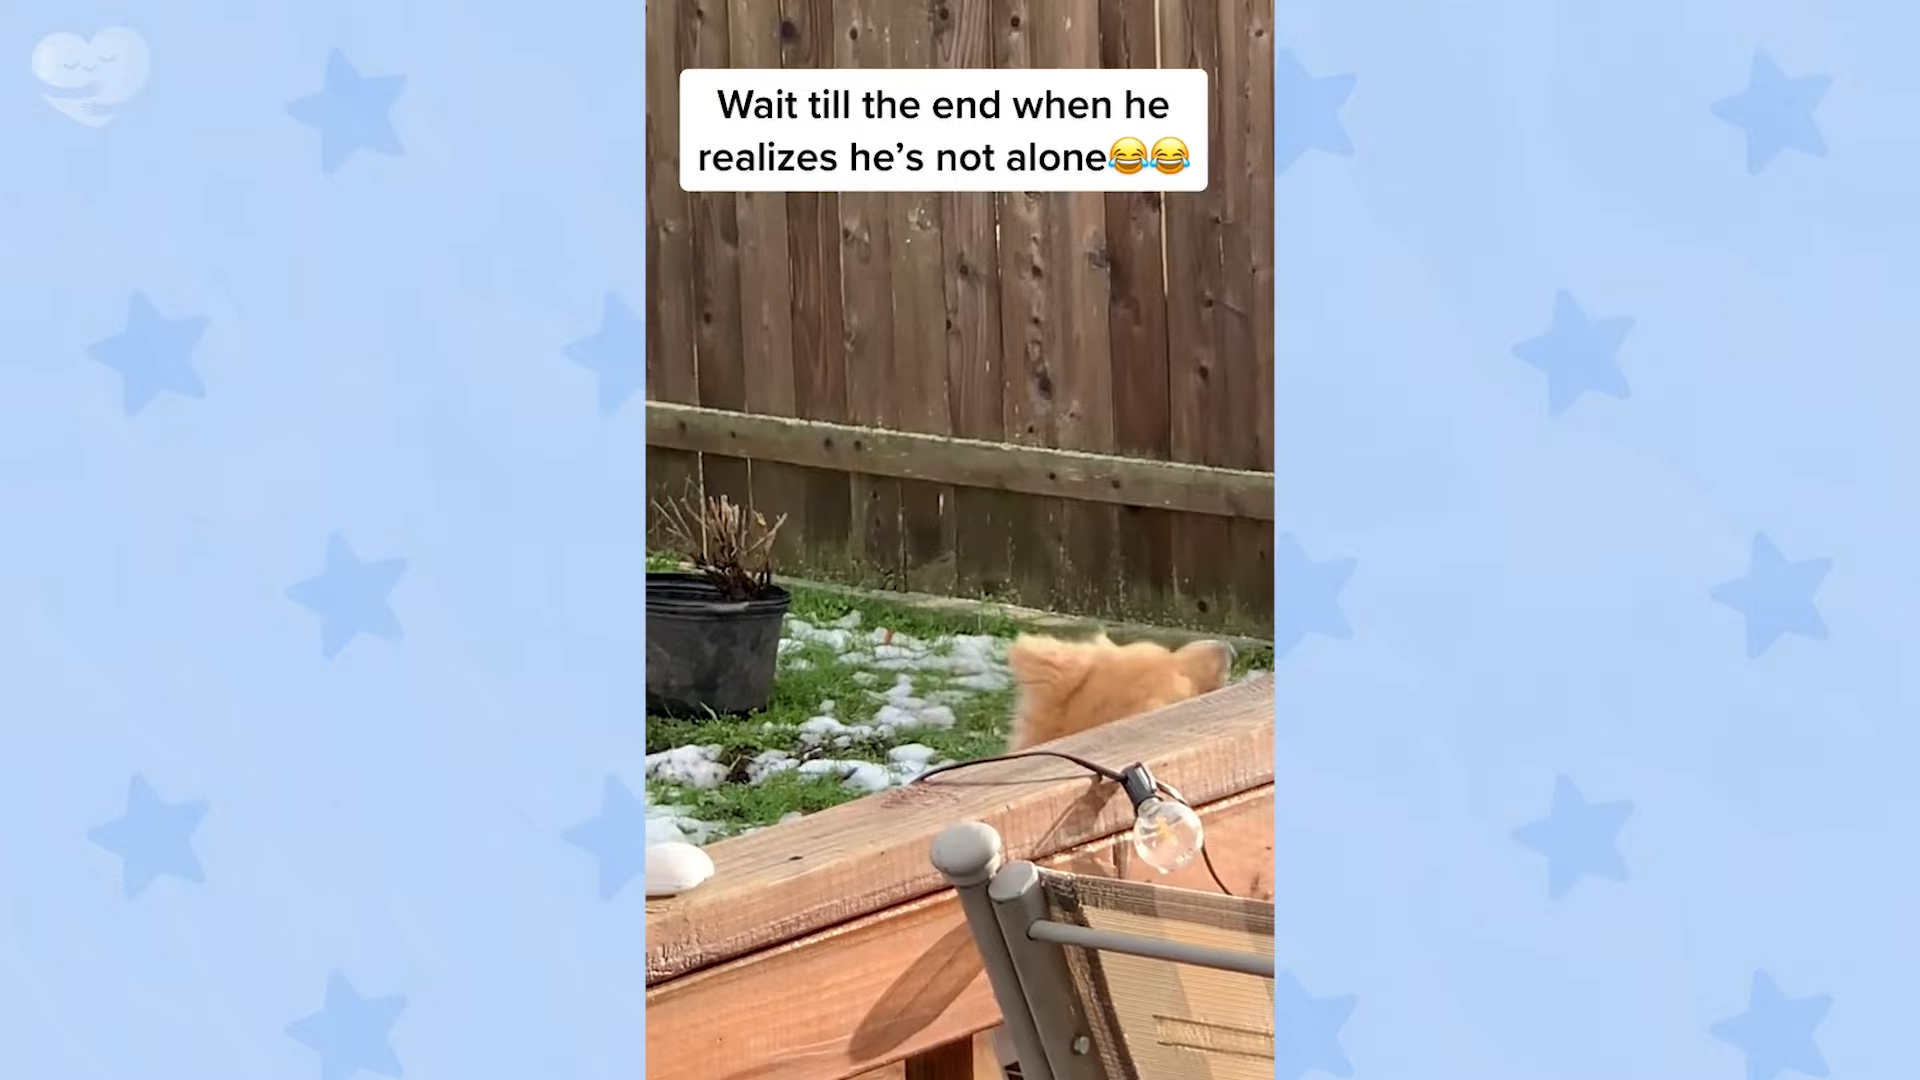 Wait till the end when he
realizes he’s not alone😂😂